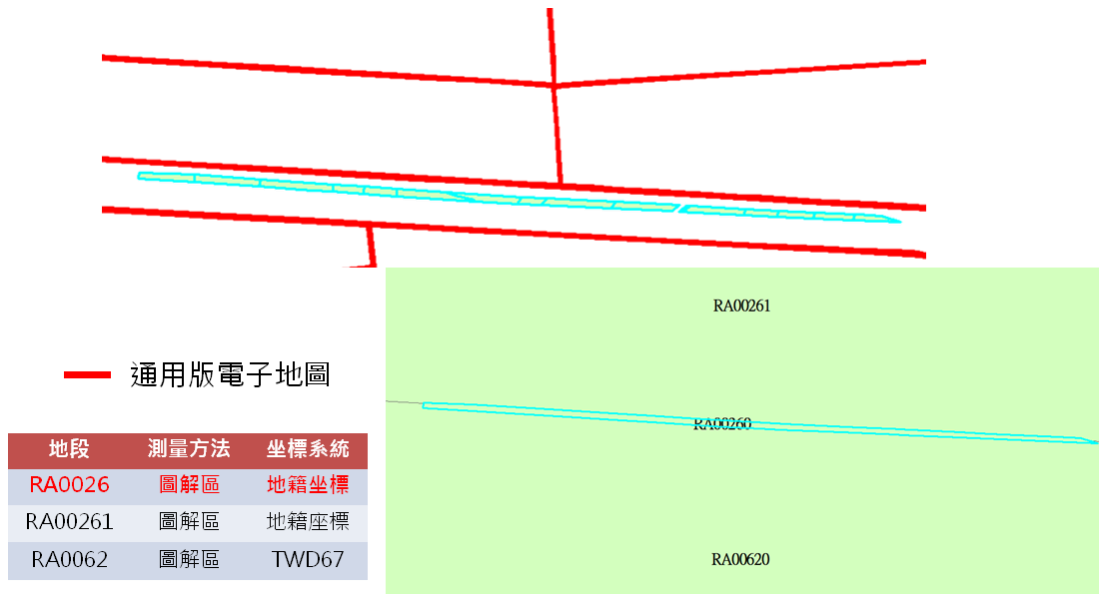 RA00261
通用版電子地圖
RA00260
地段 測量方法 坐標系統
RA0026 圖解區 地籍坐標
RA00261 圖解區 地籍座標
RA0062 圖解區 TWD67
RA00620